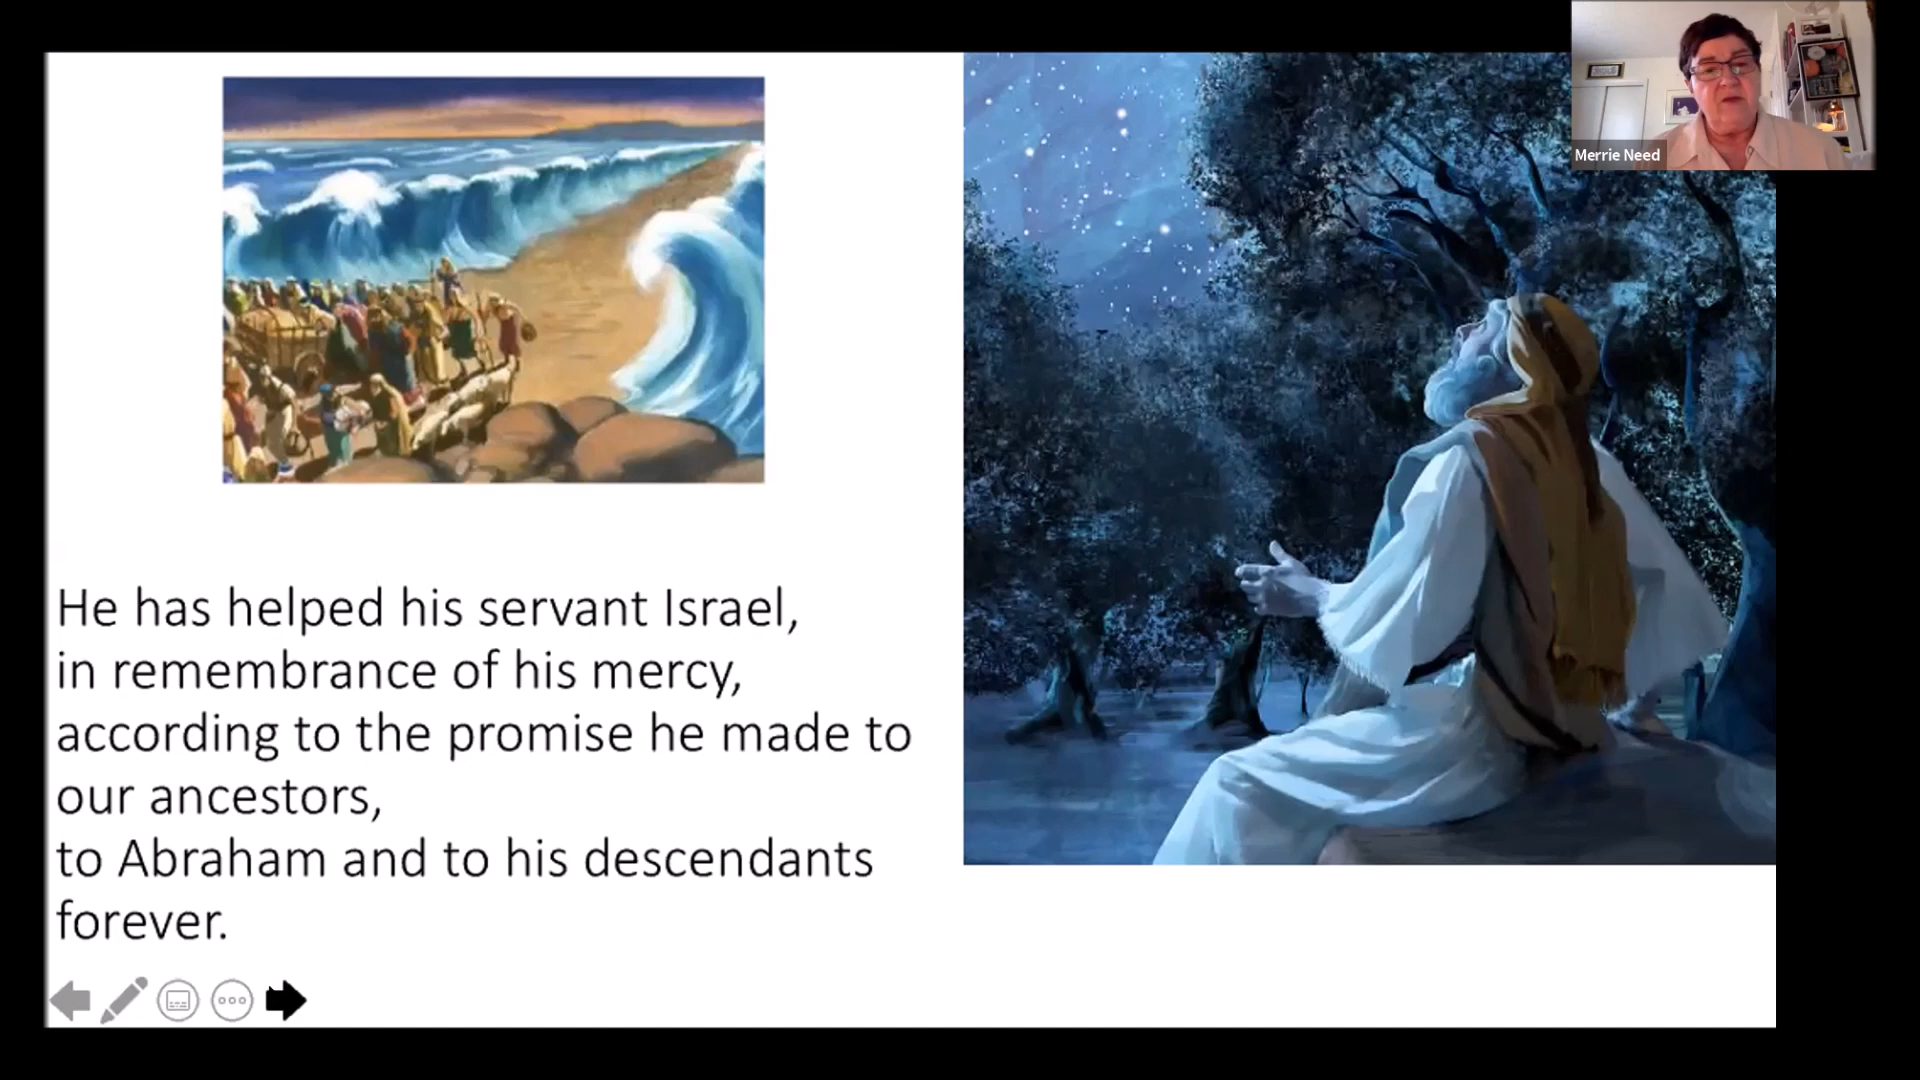 Merrie Need
He has helped his servant Israel,
in remembrance of his mercy,
according to the promise he made to
our ancestors,
to Abraham and to his descendants
forever.